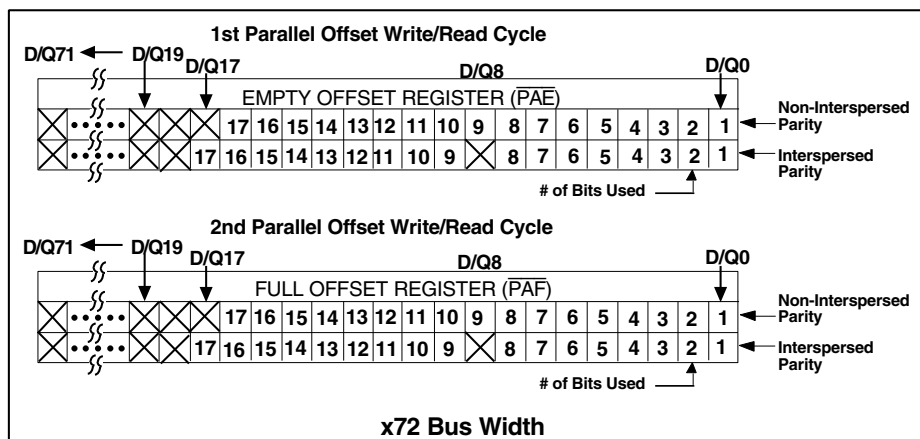 1st Parallel Offset Write/Read Cycle
D/Q71 D/Q19 D/Q17 D/Q8 D/Q0
EMPTY OFFSET REGISTER (PAE)
17 16 15 14 13 12 11 10 9 8 7 6 5 4 3 2 1 Non-Interspersed Parity
17 16 15 14 13 12 11 10 9 8 7 6 5 4 3 2 1 Interspersed Parity
# of Bits Used
2nd Parallel Offset Write/Read Cycle
D/Q71 D/Q19 D/Q17 D/Q8 D/Q0
FULL OFFSET REGISTER (PAF)
17 16 15 14 13 12 11 10 9 8 7 6 5 4 3 2 1 Non-Interspersed Parity
17 16 15 14 13 12 11 10 9 8 7 6 5 4 3 2 1 Interspersed Parity
# of Bits Used
x72 Bus Width